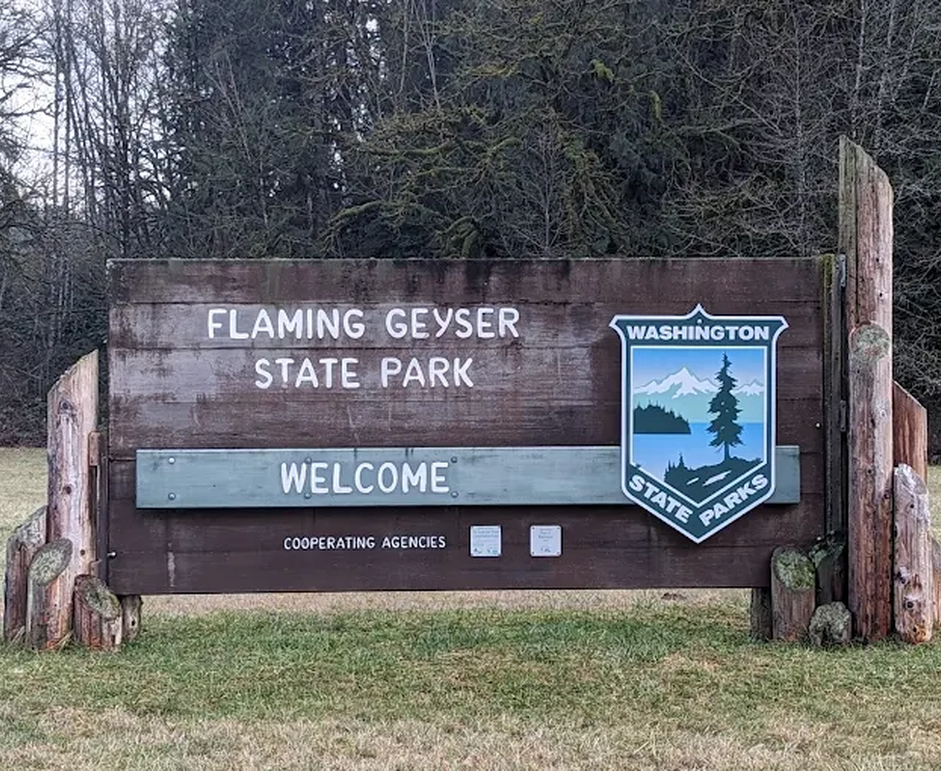 FLAMING GEYSER
STATE PARK
WELCOME
COOPERATING AGENCIES
WASHINGTON
STATE PARKS